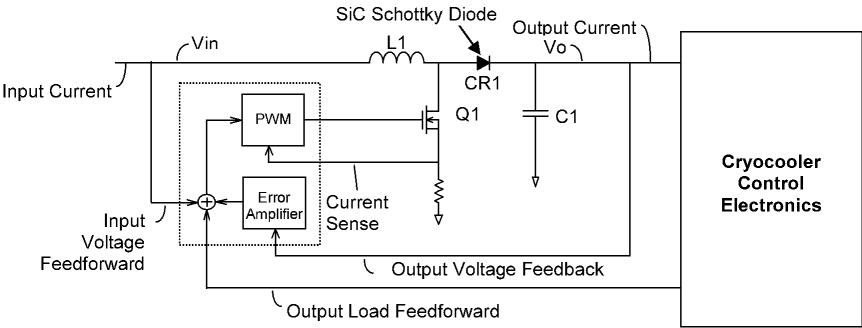 SiC Schottky Diode
Output Current
Vin
L1
Vo
Input Current
CR1
PWM
Q1
C1
Cryocooler
Control
Electronics
Error
Amplifier
Current
Sense
Input
Voltage
Feedforward
Output Voltage Feedback
Output Load Feedforward